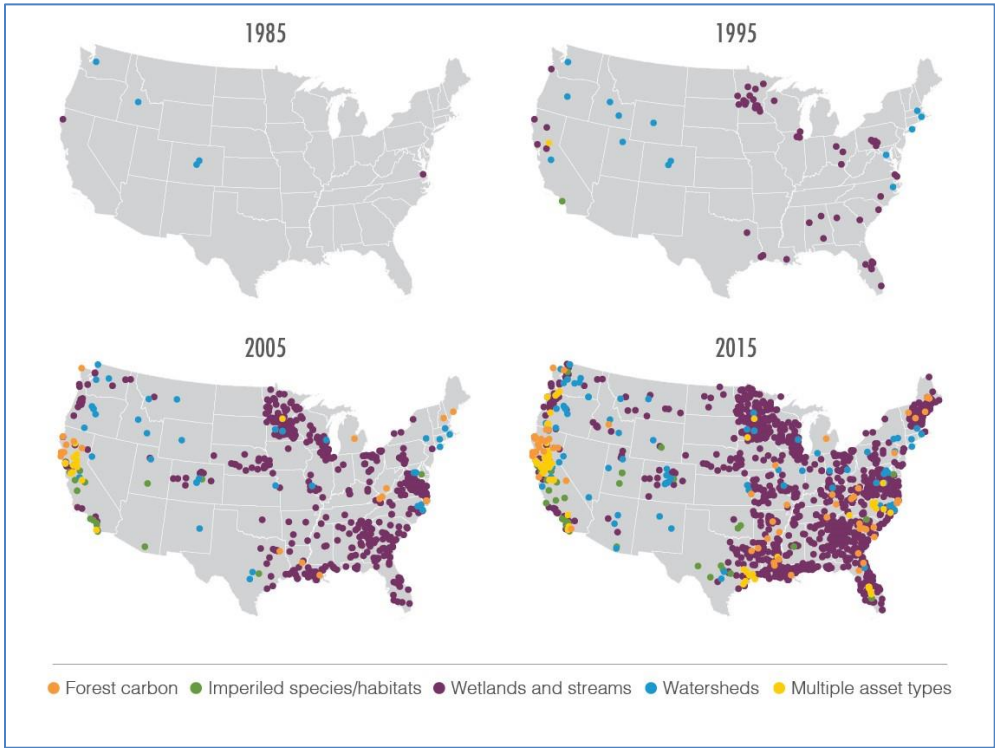 1985
1995
2005
2015
Forest carbon
Imperiled species/habitats
Wetlands and streams
Watersheds
Multiple asset types